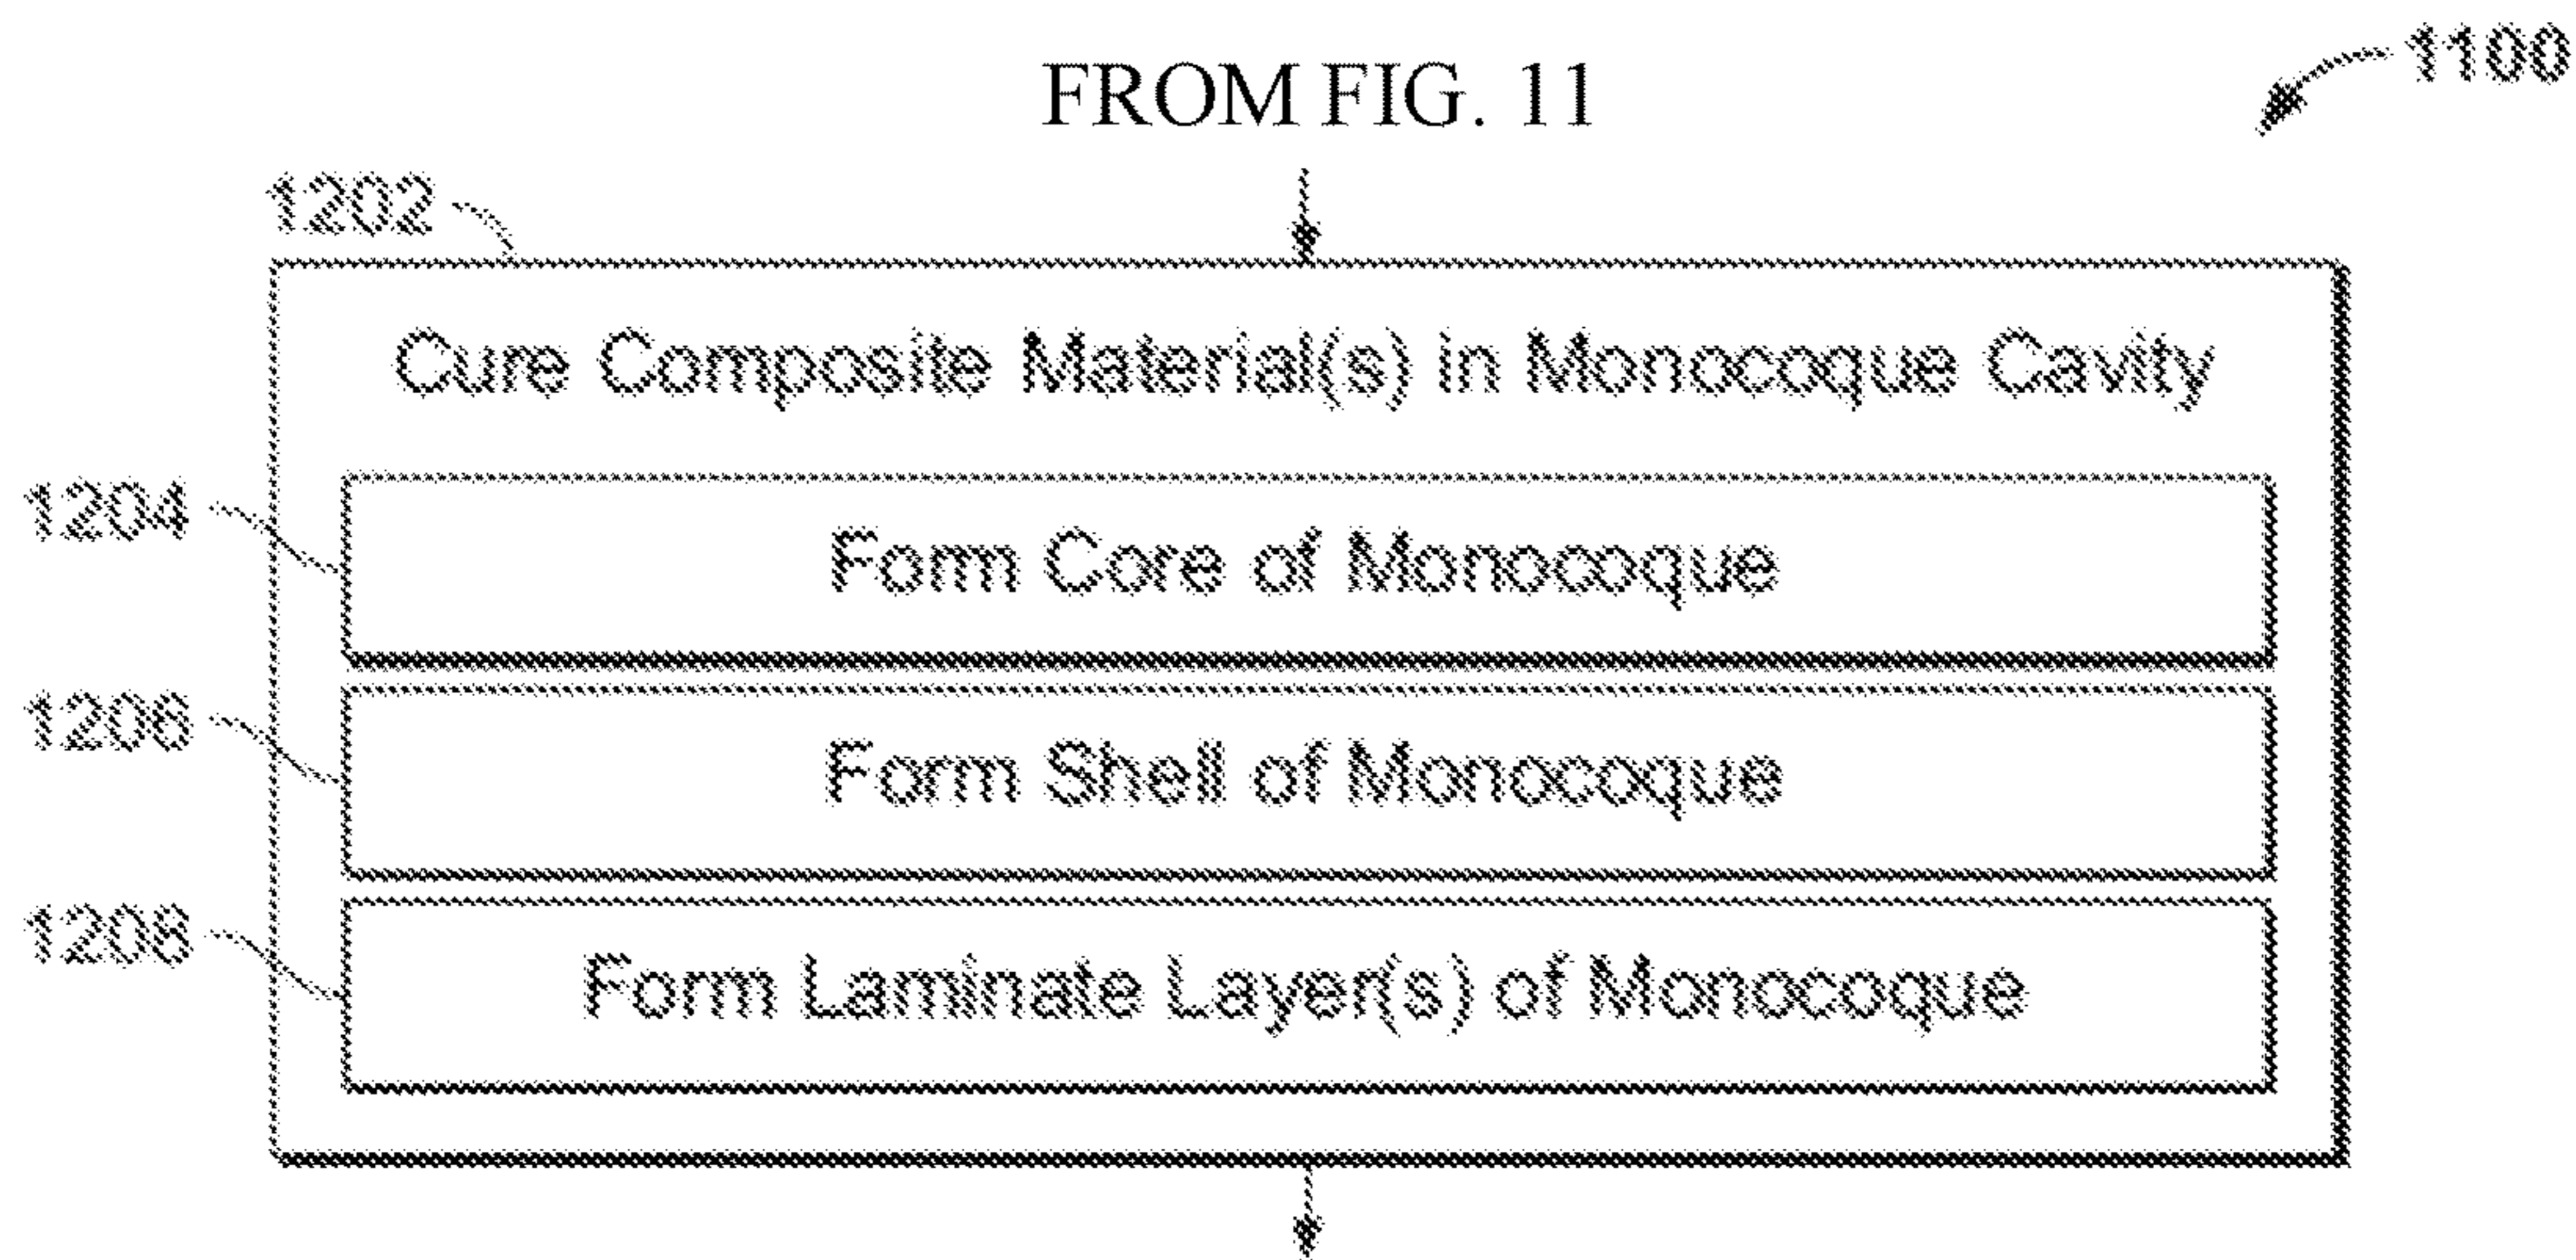 1100
FROM FIG. 11
1202
Cure Composite Material(s) in Monocoque Cavity
1204
Form Core of Monocoque
1206
Form Shell of Monocoque
1208
Form Laminate Layer(s) of Monocoque